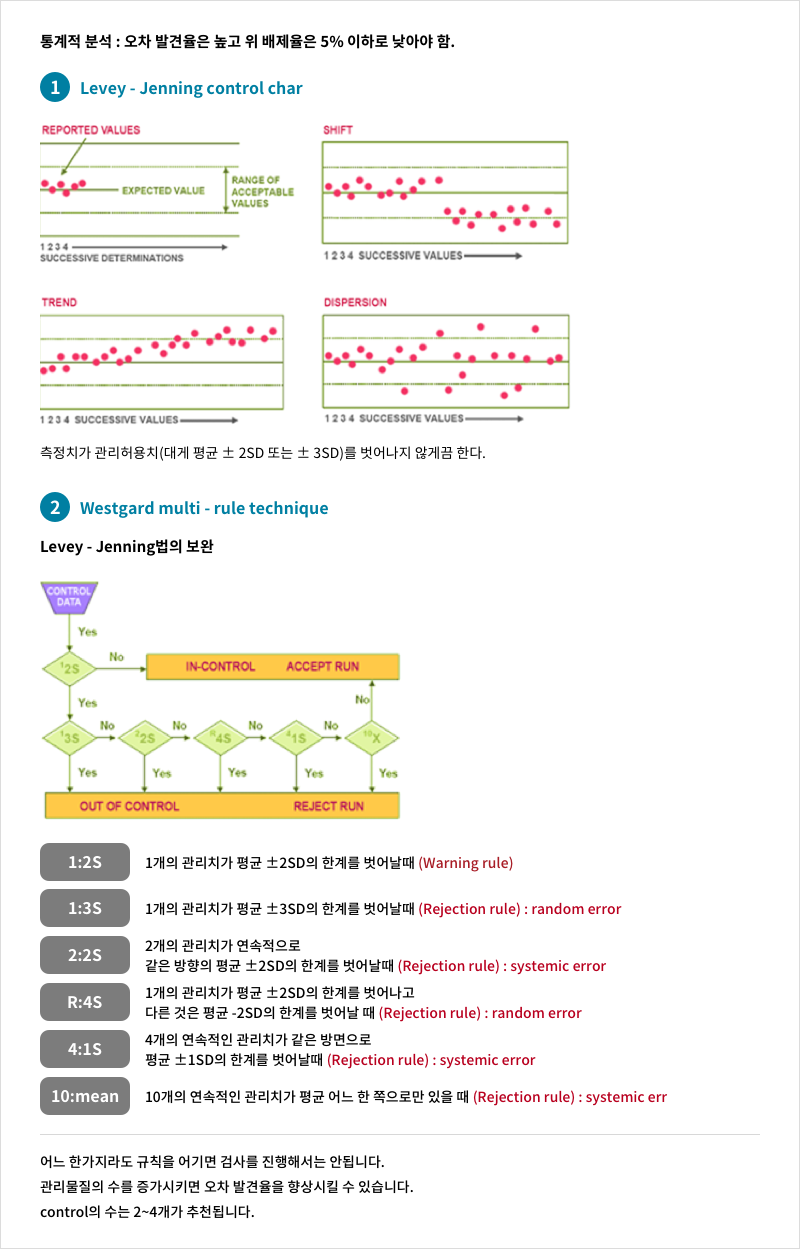 통계적 분석 : 오차 발견율은 높고 위 배제율은 5% 이하로 낮아야 함.
1 Levey - Jenning control char
REPORTED VALUES
EXPECTED VALUE
RANGE OF
ACCEPTABLE
VALUES
1 2 3 4
SUCCESSIVE DETERMINATIONS
SHIFT
1 2 3 4 SUCCESSIVE VALUES
TREND
1 2 3 4 SUCCESSIVE VALUES
DISPERSION
1 2 3 4 SUCCESSIVE VALUES
측정치가 관리허용치(대게 평균 ± 2SD 또는 ± 3SD)를 벗어나지 않게끔 한다.
2 Westgard multi - rule technique
Levey - Jenning법의 보완
CONTROL
DATA
Yes
No
12S
IN-CONTROL ACCEPT RUN
Yes
No
13S
No
22S
No
R4S
No
41S
No
10X
Yes
Yes
Yes
Yes
Yes
OUT OF CONTROL REJECT RUN
1:2S
1개의 관리치가 평균 ±2SD의 한계를 벗어날때 (Warning rule)
1:3S
1개의 관리치가 평균 ±3SD의 한계를 벗어날때 (Rejection rule) : random error
2:2S
2개의 관리치가 연속적으로
같은 방향의 평균 ±2SD의 한계를 벗어날때 (Rejection rule) : systemic error
R:4S
1개의 관리치가 평균 ±2SD의 한계를 벗어나고
다른 것은 평균 -2SD의 한계를 벗어날 때 (Rejection rule) : random error
4:1S
4개의 연속적인 관리치가 같은 방면으로
평균 ±1SD의 한계를 벗어날때 (Rejection rule) : systemic error
10:mean
10개의 연속적인 관리치가 평균 어느 한 쪽으로만 있을 때 (Rejection rule) : systemic err
어느 한가지라도 규칙을 어기면 검사를 진행해서는 안됩니다.
관리물질의 수를 증가시키면 오차 발견율을 향상시킬 수 있습니다.
control의 수는 2~4개가 추천됩니다.